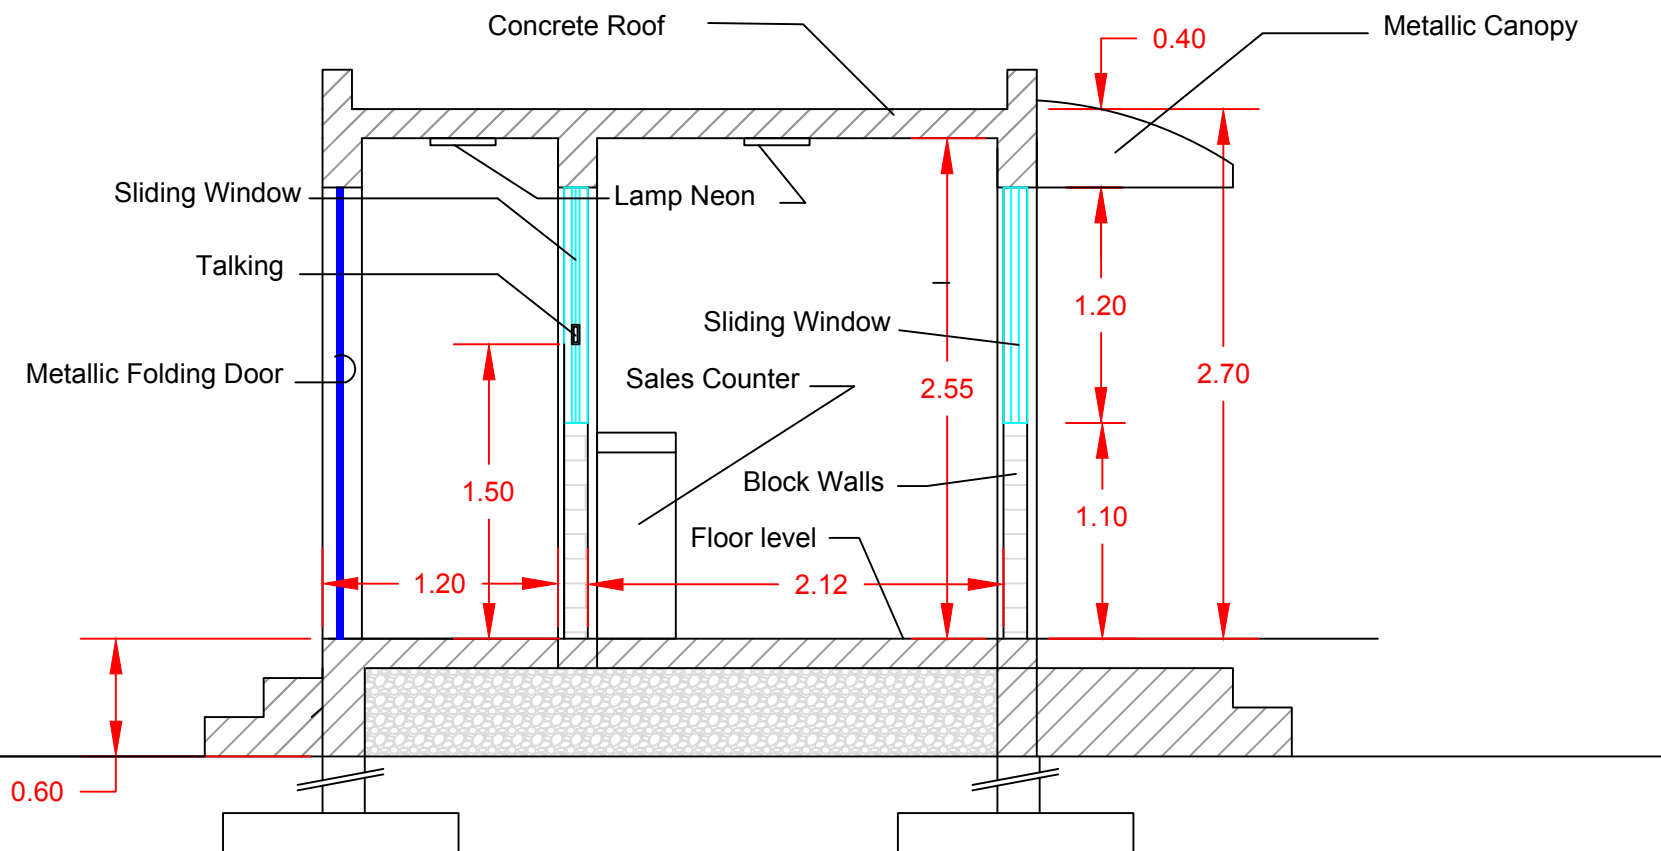 Concrete Roof
0.40
Metallic Canopy
Sliding Window
Lamp Neon
Talking
1.20
Sliding Window
Metallic Folding Door
Sales Counter
2.55
2.70
1.50
Block Walls
1.10
Floor level
1.20
2.12
0.60